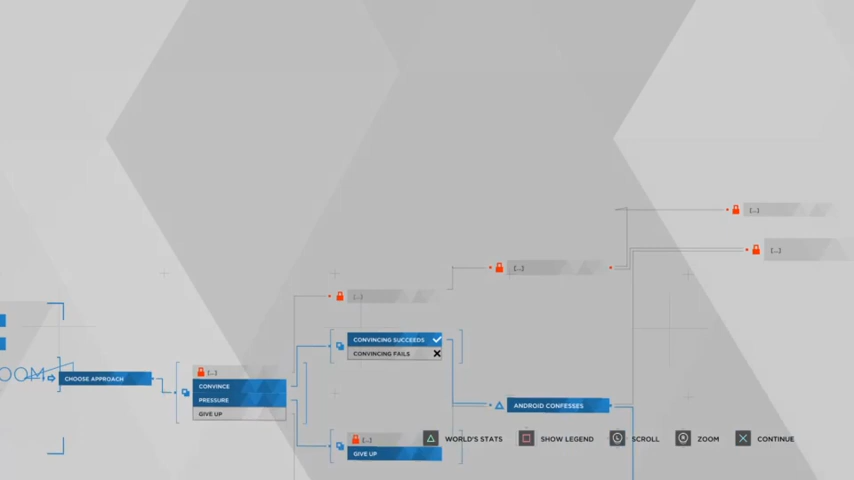 [...]
[...]
[...]
[...]
CONVINCING SUCCEEDS
CONVINCING FAILS
OOM
CHOOSE APPROACH
[...]
CONVINCE
PRESSURE
GIVE UP
ANDROID CONFESSES
[...]
GIVE UP
WORLD'S STATS
SHOW LEGEND
L
SCROLL
R
ZOOM
CONTINUE